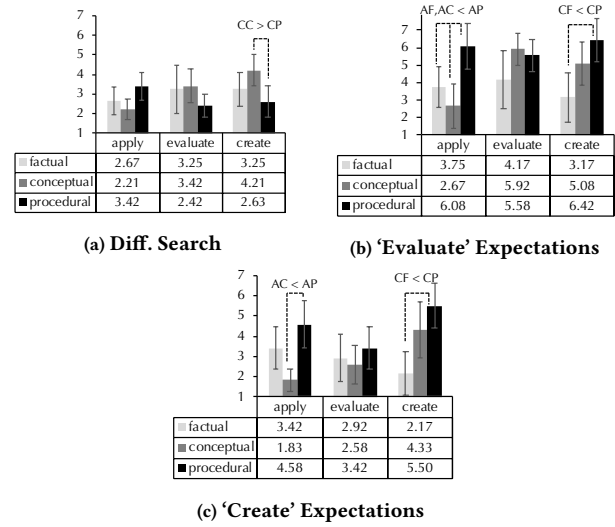 CC > CP
7
6
5
4
3
2
1
apply evaluate create
factual 2.67 3.25 3.25
conceptual 2.21 3.42 4.21
procedural 3.42 2.42 2.63
(a) Diff. Search
AF,AC < AP CF < CP
7
6
5
4
3
2
1
apply evaluate create
factual 3.75 4.17 3.17
conceptual 2.67 5.92 5.08
procedural 6.08 5.58 6.42
(b) ‘Evaluate’ Expectations
AC < AP CF < CP
7
6
5
4
3
2
1
apply evaluate create
factual 3.42 2.92 2.17
conceptual 1.83 2.58 4.33
procedural 4.58 3.42 5.50
(c) ‘Create’ Expectations